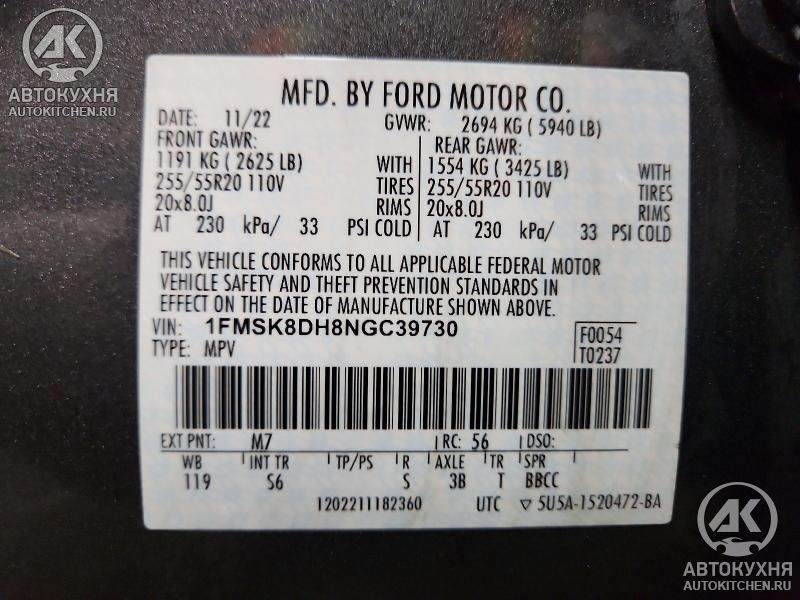 АК
АВТОКУХНЯ
AUTOKITCHEN.RU
MFD. BY FORD MOTOR CO.
DATE: 11/22 GVWR: 2694 KG ( 5940 LB)
FRONT GAWR: REAR GAWR:
1191 KG ( 2625 LB) WITH 1554 KG ( 3425 LB) WITH
255/55R20 110V TIRES 255/55R20 110V TIRES
20x8.0J RIMS 20x8.0J RIMS
AT 230 kPa/ 33 PSI COLD AT 230 kPa/ 33 PSI COLD
THIS VEHICLE CONFORMS TO ALL APPLICABLE FEDERAL MOTOR
VEHICLE SAFETY AND THEFT PREVENTION STANDARDS IN
EFFECT ON THE DATE OF MANUFACTURE SHOWN ABOVE.
VIN: 1FMSK8DH8NGC39730 F0054
TYPE: MPV T0237
EXT PNT: M7 RC: 56 DSO:
WB INT TR TP/PS R AXLE TR SPR
119 S6 S 3B T BBCC
1202211182360 UTC ▽ 5U5A-1520472-BA
АК
АВТОКУХНЯ
AUTOKITCHEN.RU